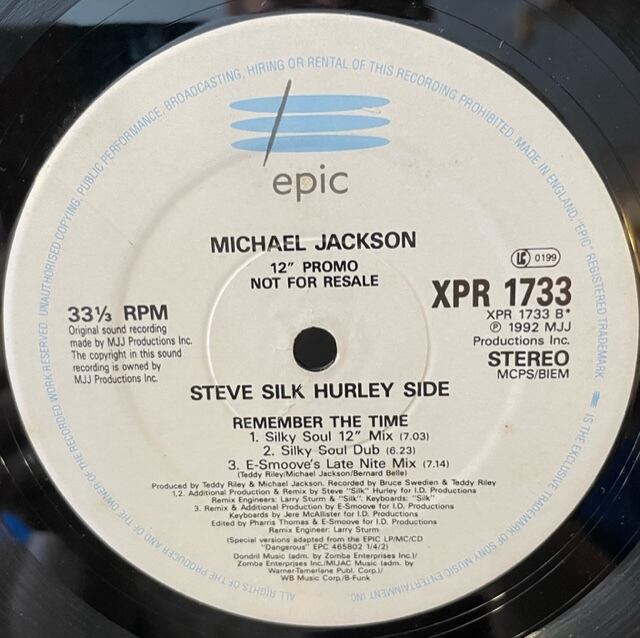 UNAUTHORISED COPYING, PUBLIC PERFORMANCE, BROADCASTING, HIRING OR RENTAL OF THIS RECORDING PROHIBITED. MADE IN ENGLAND. "EPIC" REGISTERED TRADEMARK.
epic
MICHAEL JACKSON
12" PROMO
NOT FOR RESALE
LC 0199
XPR 1733
XPR 1733 B*
℗ 1992 MJJ
Productions Inc.
STEREO
MCPS/BIEM
33⅓ RPM
Original sound recording
made by MJJ Productions Inc.
The copyright in this sound
recording is owned by
MJJ Productions Inc.
STEVE SILK HURLEY SIDE
REMEMBER THE TIME
1. Silky Soul 12" Mix (7.03)
2. Silky Soul Dub (6.23)
3. E-Smoove's Late Nite Mix (7.14)
(Teddy Riley/Michael Jackson/Bernard Belle)
Produced by Teddy Riley & Michael Jackson. Recorded by Bruce Swedien & Teddy Riley
1,2. Additional Production & Remix by Steve "Silk" Hurley for I.D. Productions
Remix Engineers: Larry Sturm & "Silk". Keyboards: "Silk"
3. Remix & Additional Production by E-Smoove for I.D. Productions
Keyboards by Jere McAllister for I.D. Productions
Edited by Pharris Thomas & E-Smoove for I.D. Productions
Remix Engineer: Larry Sturm
(Special versions adapted from the EPIC LP/MC/CD
"Dangerous" EPC 465802 1/4/2)
Dondril Music (adm. by Zomba Enterprises Inc.)/
Zomba Enterprises Inc./MIJAC Music (adm. by
Warner-Tamerlane Publ. Corp.)/
WB Music Corp./B-Funk
IS THE EXCLUSIVE TRADEMARK OF SONY MUSIC ENTERTAINMENT INC
ALL RIGHTS OF THE PRODUCER AND OF THE OWNER OF THE RECORDED WORK RESERVED.